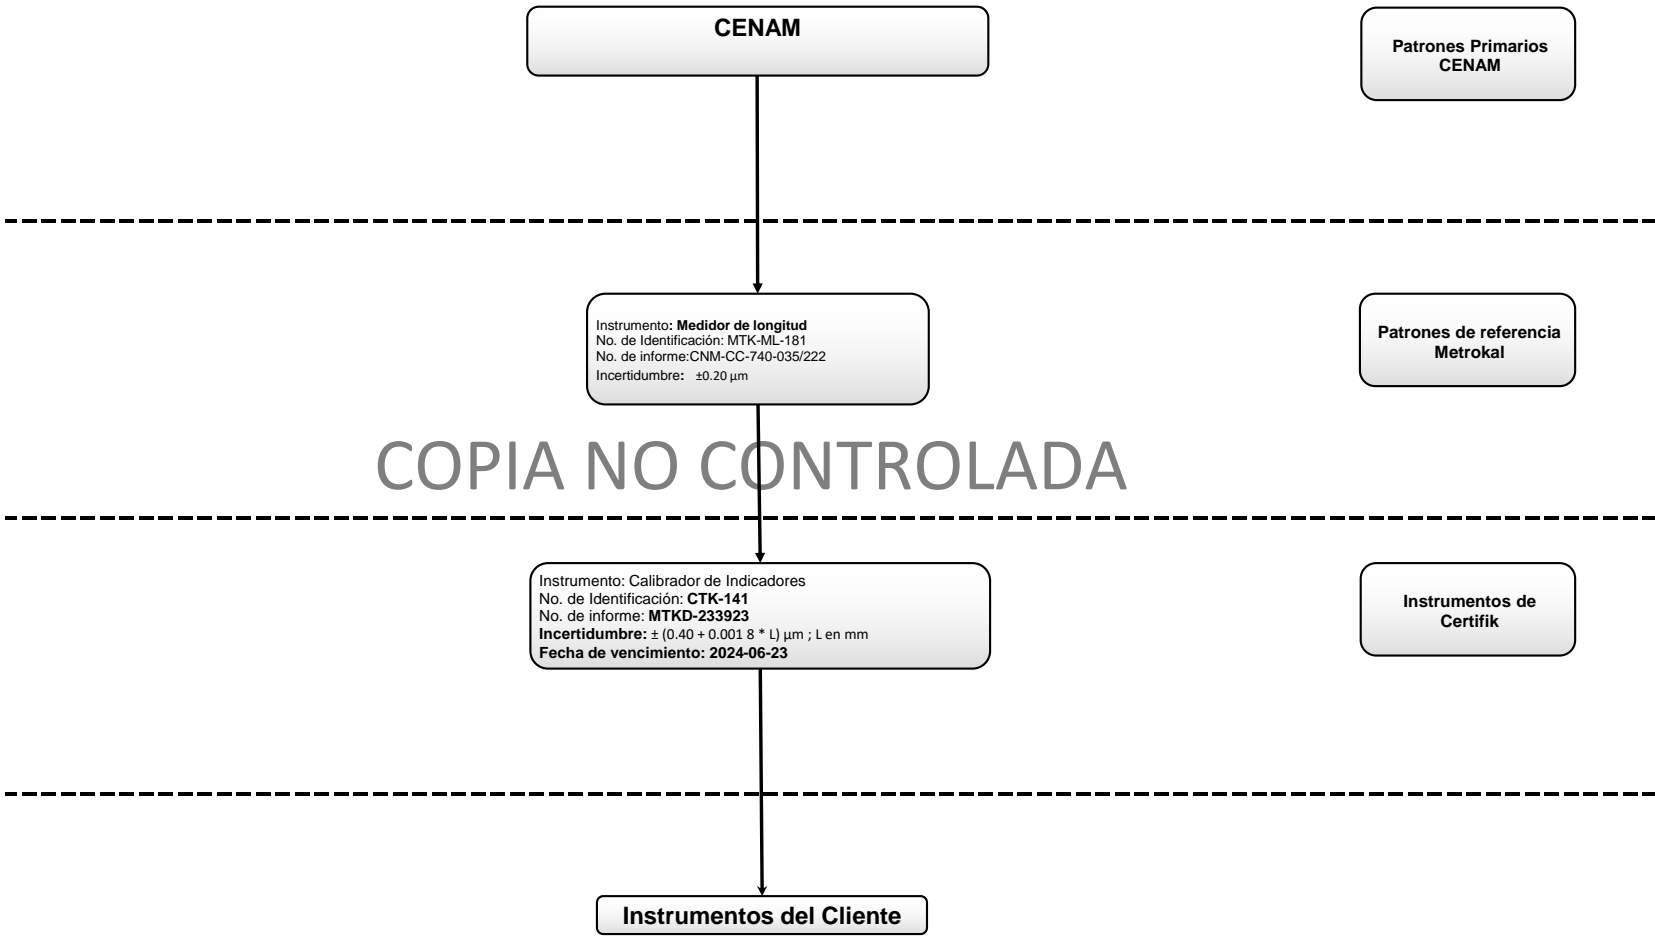 CENAM
Patrones Primarios
CENAM
Instrumento: Medidor de longitud
No. de Identificación: MTK-ML-181
No. de informe:CNM-CC-740-035/222
Incertidumbre: ±0.20 µm
Patrones de referencia
Metrokal
COPIA NO CONTROLADA
Instrumento: Calibrador de Indicadores
No. de Identificación: CTK-141
No. de informe: MTKD-233923
Incertidumbre: ± (0.40 + 0.001 8 * L) µm ; L en mm
Fecha de vencimiento: 2024-06-23
Instrumentos de
Certifik
Instrumentos del Cliente